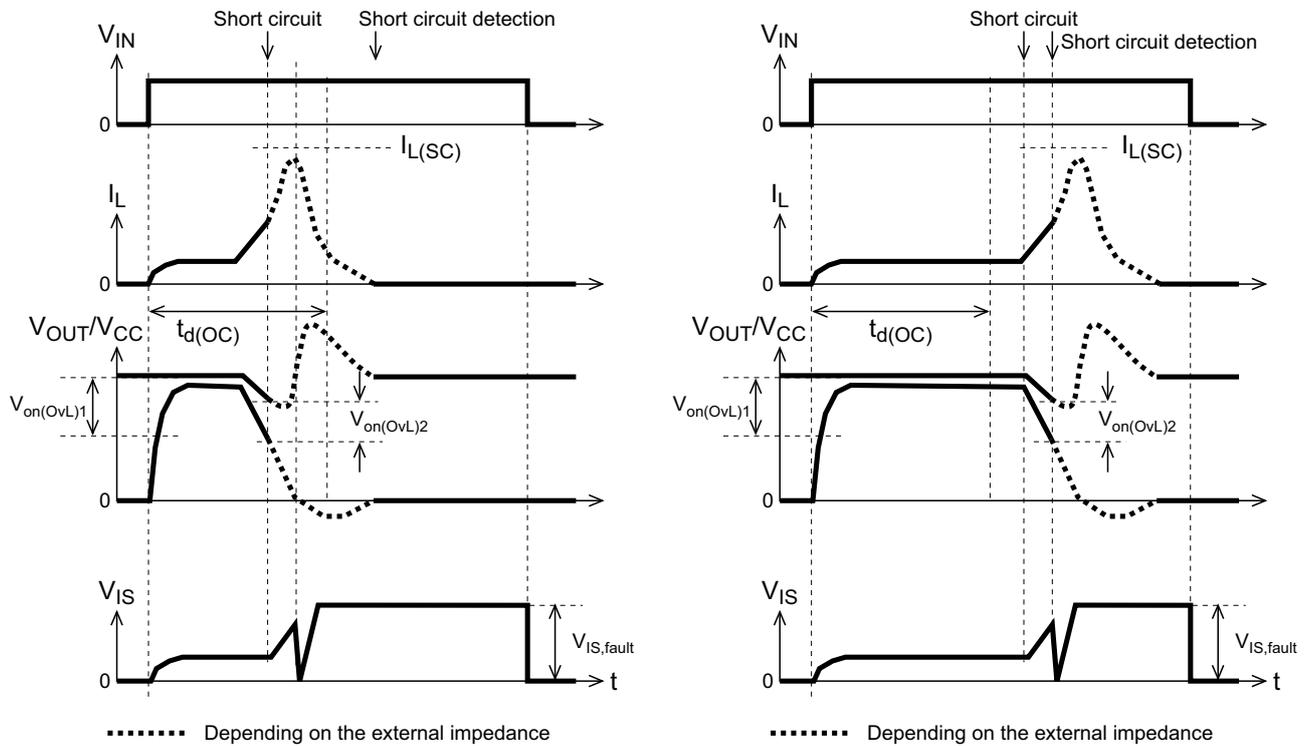 Short circuit
Short circuit detection
V_IN
0
I_L(SC)
I_L
0
t_d(OC)
V_OUT/V_CC
V_on(OvL)1
V_on(OvL)2
0
V_IS
V_IS,fault
0
t
Depending on the external impedance
Short circuit
Short circuit detection
V_IN
0
I_L(SC)
I_L
0
t_d(OC)
V_OUT/V_CC
V_on(OvL)1
V_on(OvL)2
0
V_IS
V_IS,fault
0
t
Depending on the external impedance